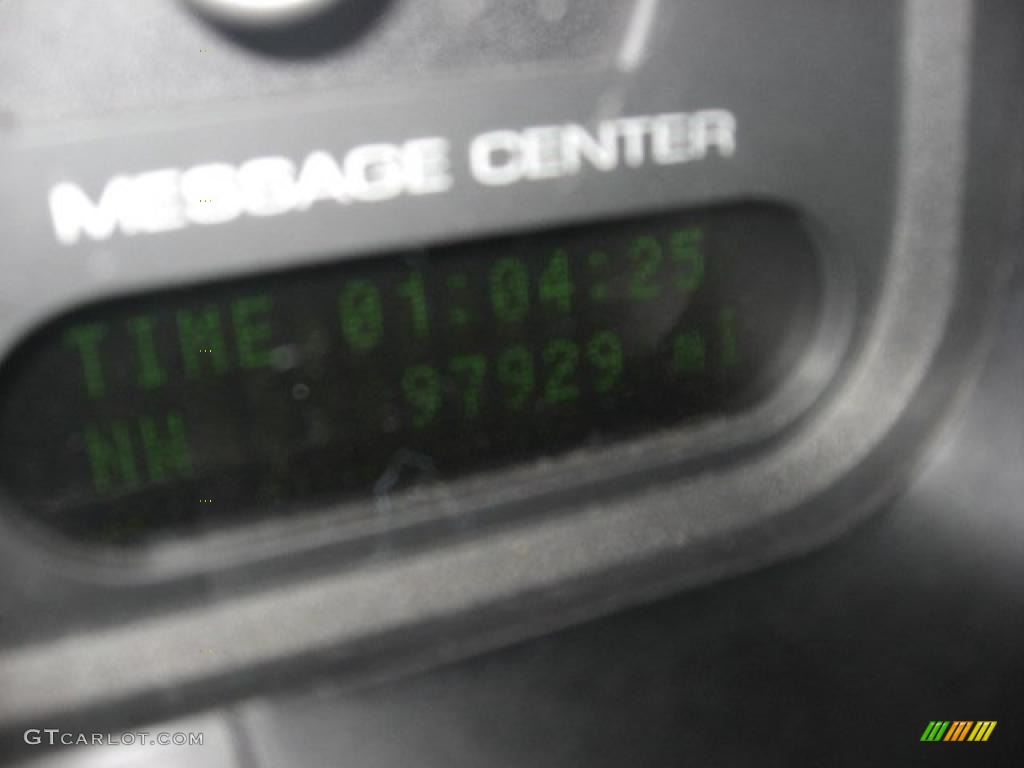 MESSAGE CENTER
TIME 01:04:25
NW 97929 mi
GTCARLOT.COM